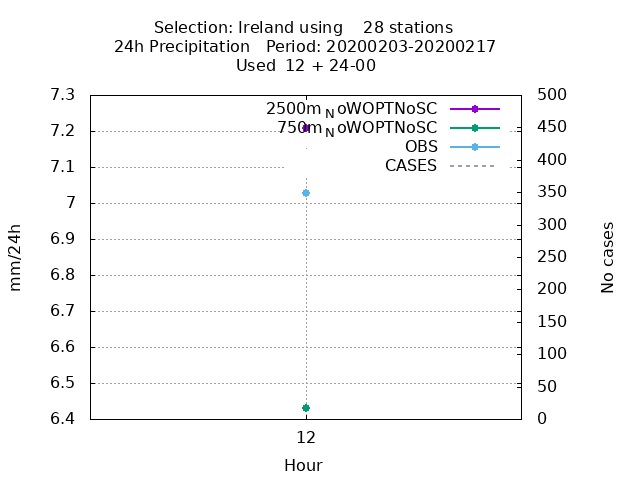 Selection: Ireland using    28 stations
24h Precipitation   Period: 20200203-20200217
Used  12 + 24-00
7.3
7.2
7.1
7
6.9
6.8
6.7
6.6
6.5
6.4
mm/24h
2500m_NoWOPTNoSC
750m_NoWOPTNoSC
OBS
CASES
500
450
400
350
300
250
200
150
100
50
0
No cases
12
Hour